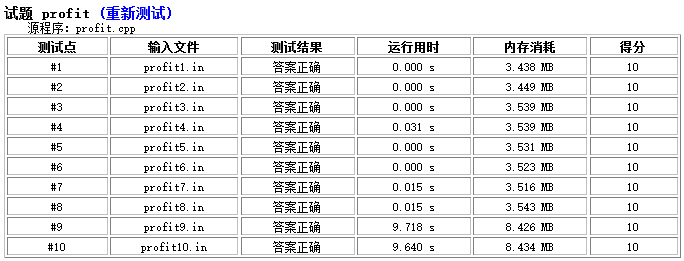 试题 profit (重新测试)
源程序: profit.cpp
测试点 输入文件 测试结果 运行用时 内存消耗 得分
#1 profit1.in 答案正确 0.000 s 3.438 MB 10
#2 profit2.in 答案正确 0.000 s 3.449 MB 10
#3 profit3.in 答案正确 0.000 s 3.539 MB 10
#4 profit4.in 答案正确 0.031 s 3.539 MB 10
#5 profit5.in 答案正确 0.000 s 3.531 MB 10
#6 profit6.in 答案正确 0.000 s 3.523 MB 10
#7 profit7.in 答案正确 0.015 s 3.516 MB 10
#8 profit8.in 答案正确 0.015 s 3.543 MB 10
#9 profit9.in 答案正确 9.718 s 8.426 MB 10
#10 profit10.in 答案正确 9.640 s 8.434 MB 10